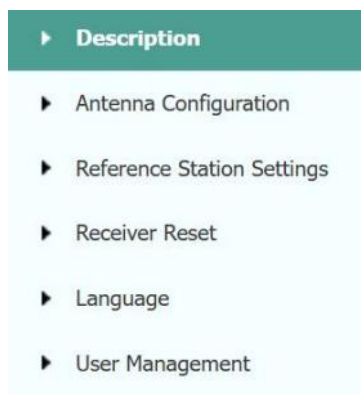 Description
Antenna Configuration
Reference Station Settings
Receiver Reset
Language
User Management